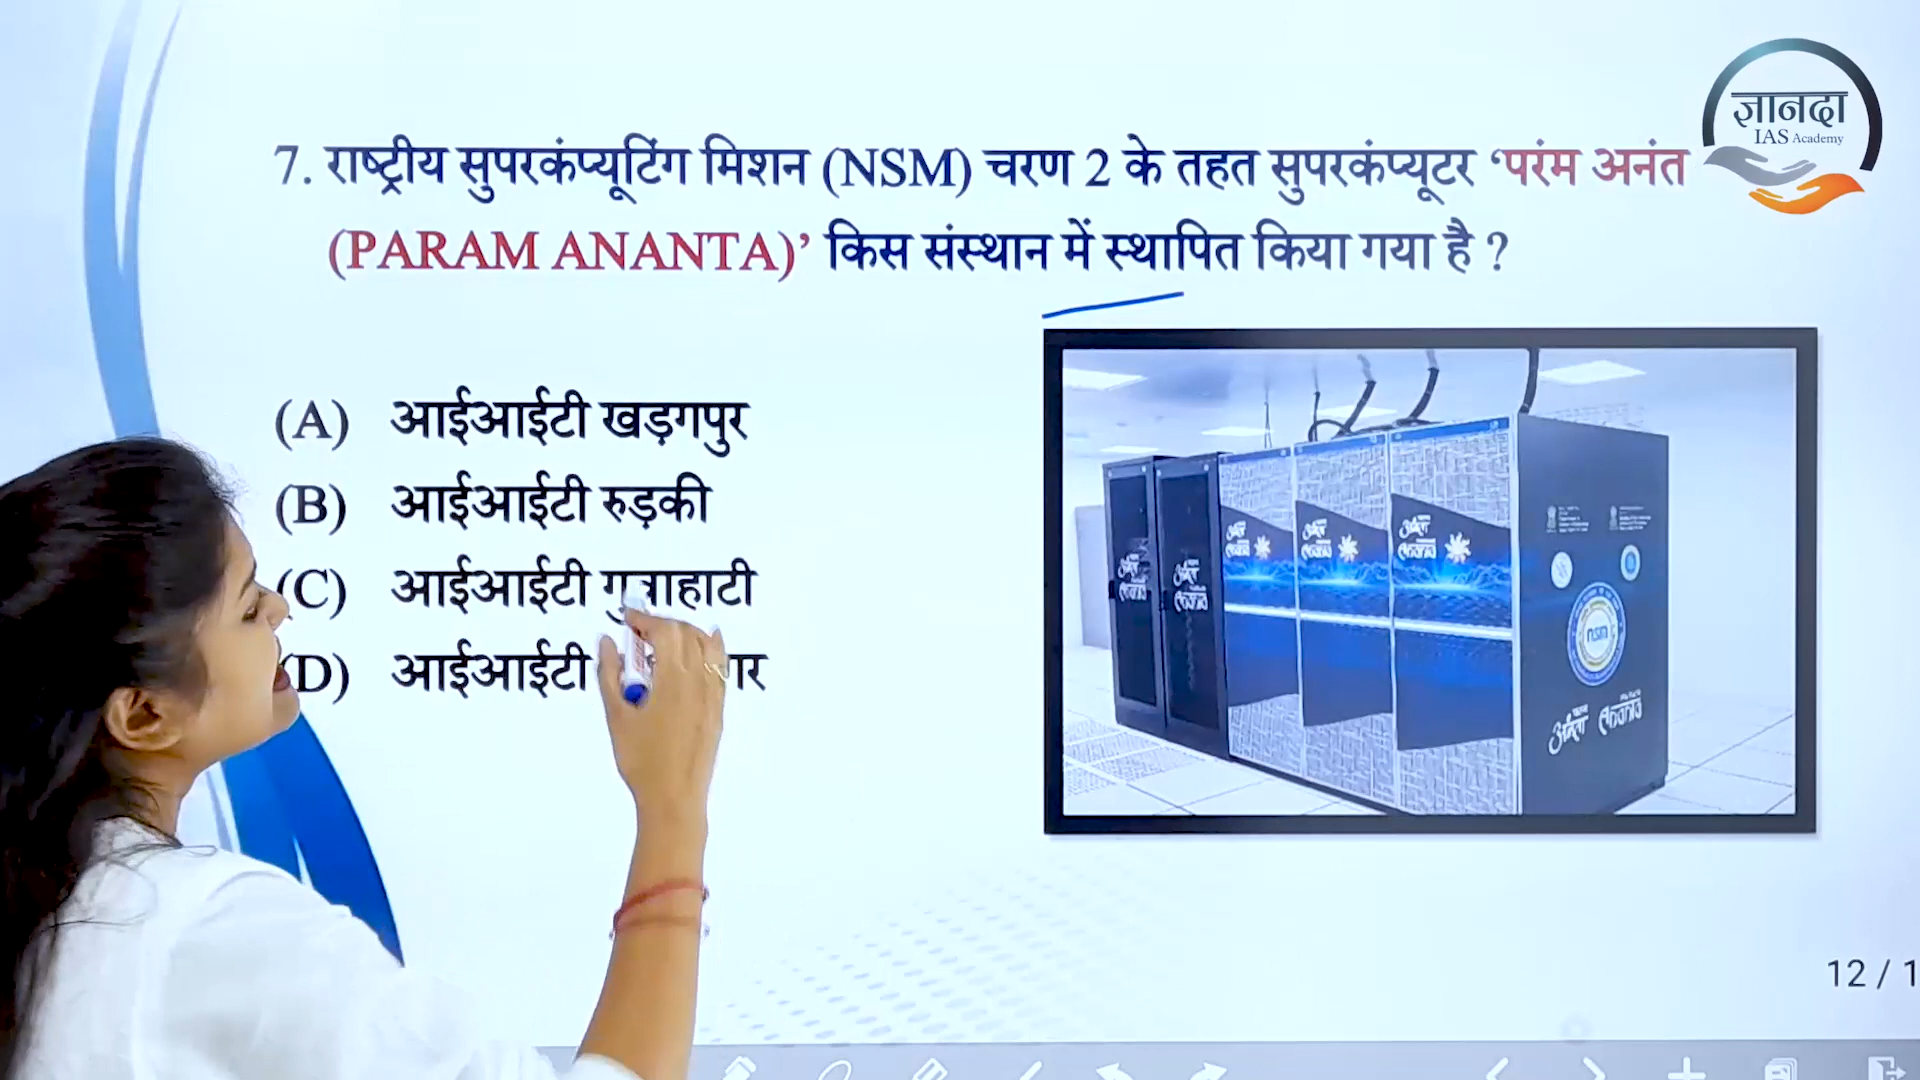 ज्ञानदा
IAS Academy
7. राष्ट्रीय सुपरकंप्यूटिंग मिशन (NSM) चरण 2 के तहत सुपरकंप्यूटर ‘परंम अनंत
(PARAM ANANTA)’ किस संस्थान में स्थापित किया गया है ?
(A) आईआईटी खड़गपुर
(B) आईआईटी रुड़की
(C) आईआईटी गुवाहाटी
(D) आईआईटी
nsm
12 / 1